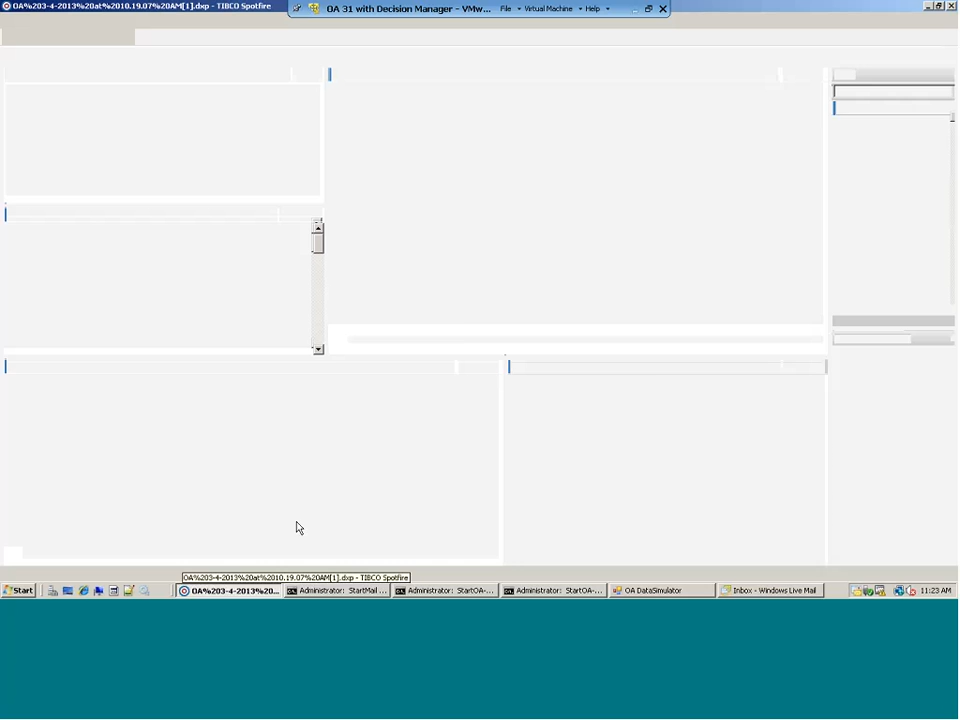 OA%203-4-2013%20at%2010.19.07%20AM[1].dxp - TIBCO Spotfire
OA 31 with Decision Manager - VMw... File Virtual Machine Help
OA%203-4-2013%20at%2010.19.07%20AM[1].dxp - TIBCO Spotfire
Start OA%203-4-2013%20... Administrator: StartMail ... Administrator: StartOA-... Administrator: StartOA-... OA DataSimulator Inbox - Windows Live Mail 11:23 AM